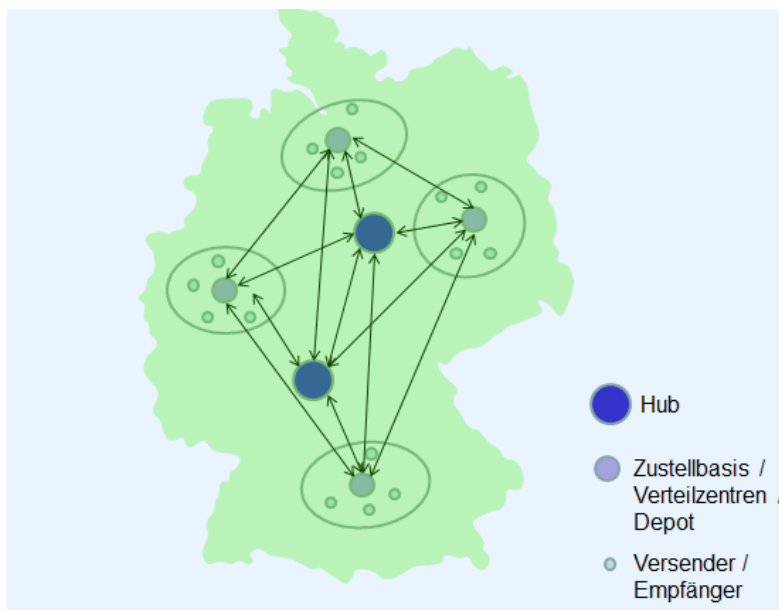 Hub
Zustellbasis /
Verteilzentren /
Depot
Versender /
Empfänger